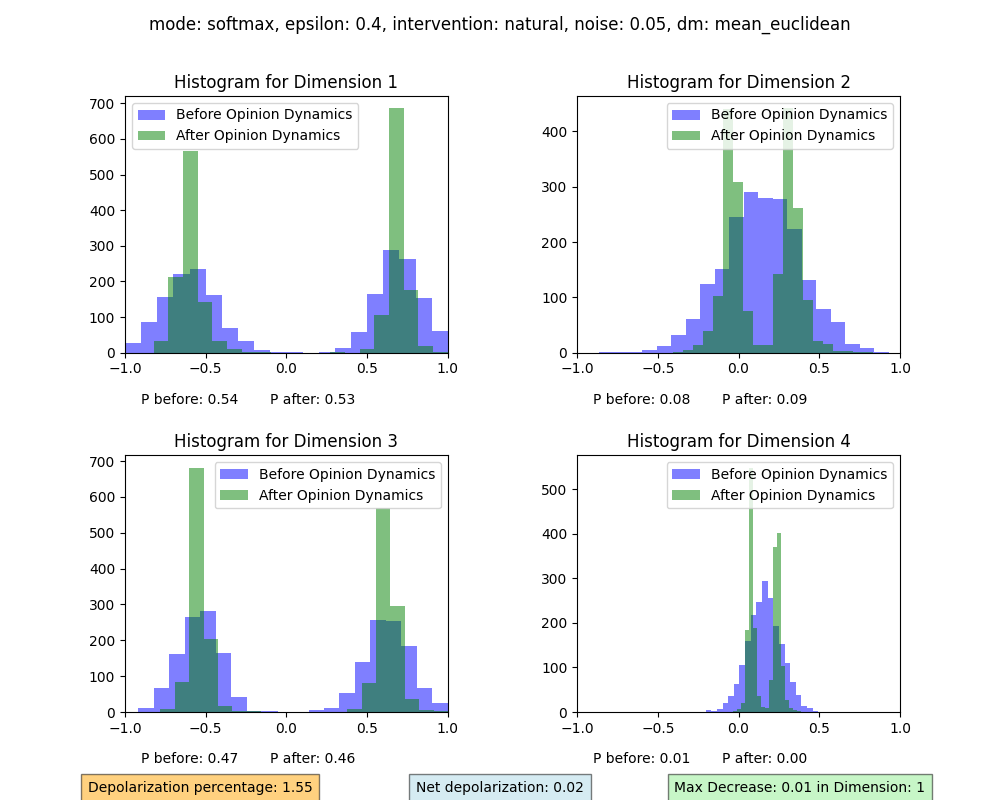 mode: softmax, epsilon: 0.4, intervention: natural, noise: 0.05, dm: mean_euclidean
Histogram for Dimension 1
Before Opinion Dynamics
After Opinion Dynamics
700
600
500
400
300
200
100
0
−1.0 −0.5 0.0 0.5 1.0
P before: 0.54 P after: 0.53
Histogram for Dimension 2
Before Opinion Dynamics
After Opinion Dynamics
400
300
200
100
0
−1.0 −0.5 0.0 0.5 1.0
P before: 0.08 P after: 0.09
Histogram for Dimension 3
Before Opinion Dynamics
After Opinion Dynamics
700
600
500
400
300
200
100
0
−1.0 −0.5 0.0 0.5 1.0
P before: 0.47 P after: 0.46
Histogram for Dimension 4
Before Opinion Dynamics
After Opinion Dynamics
500
400
300
200
100
0
−1.0 −0.5 0.0 0.5 1.0
P before: 0.01 P after: 0.00
Depolarization percentage: 1.55
Net depolarization: 0.02
Max Decrease: 0.01 in Dimension: 1